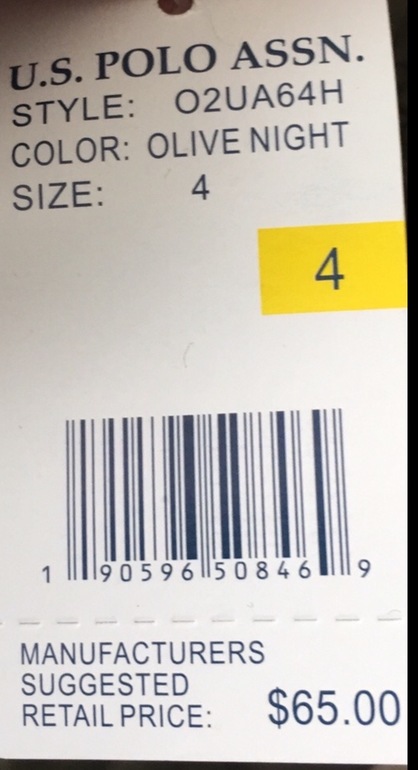 U.S. POLO ASSN.
STYLE: O2UA64H
COLOR: OLIVE NIGHT
SIZE: 4
4
1 90596 50846 9
MANUFACTURERS
SUGGESTED
RETAIL PRICE: $65.00